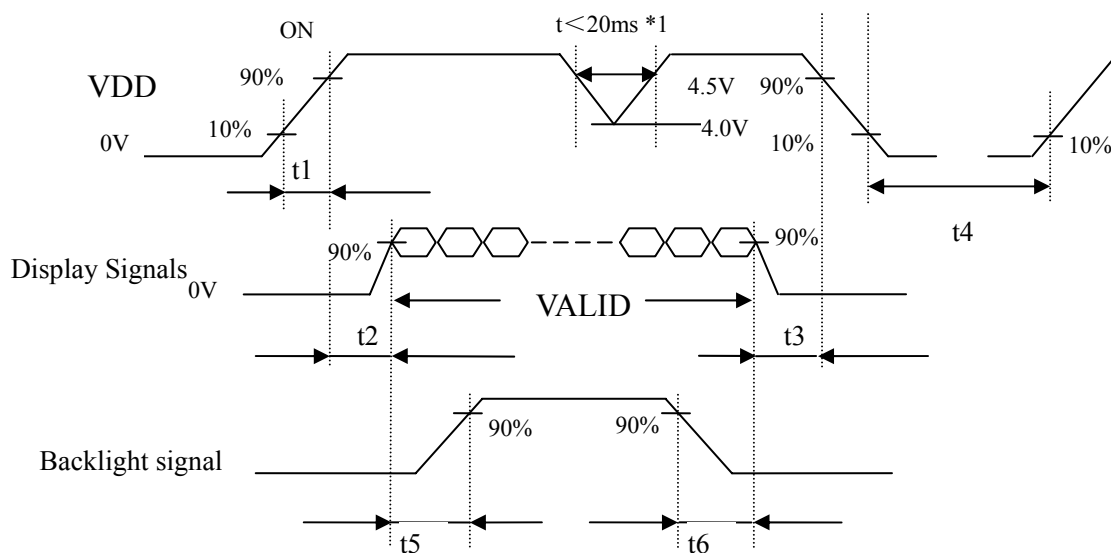 t＜20ms *1
ON
90%
VDD
4.5V
90%
0V
10%
4.0V
10%
10%
t1
t4
90%
90%
Display Signals
0V
VALID
t2
t3
90%
90%
Backlight signal
t5
t6